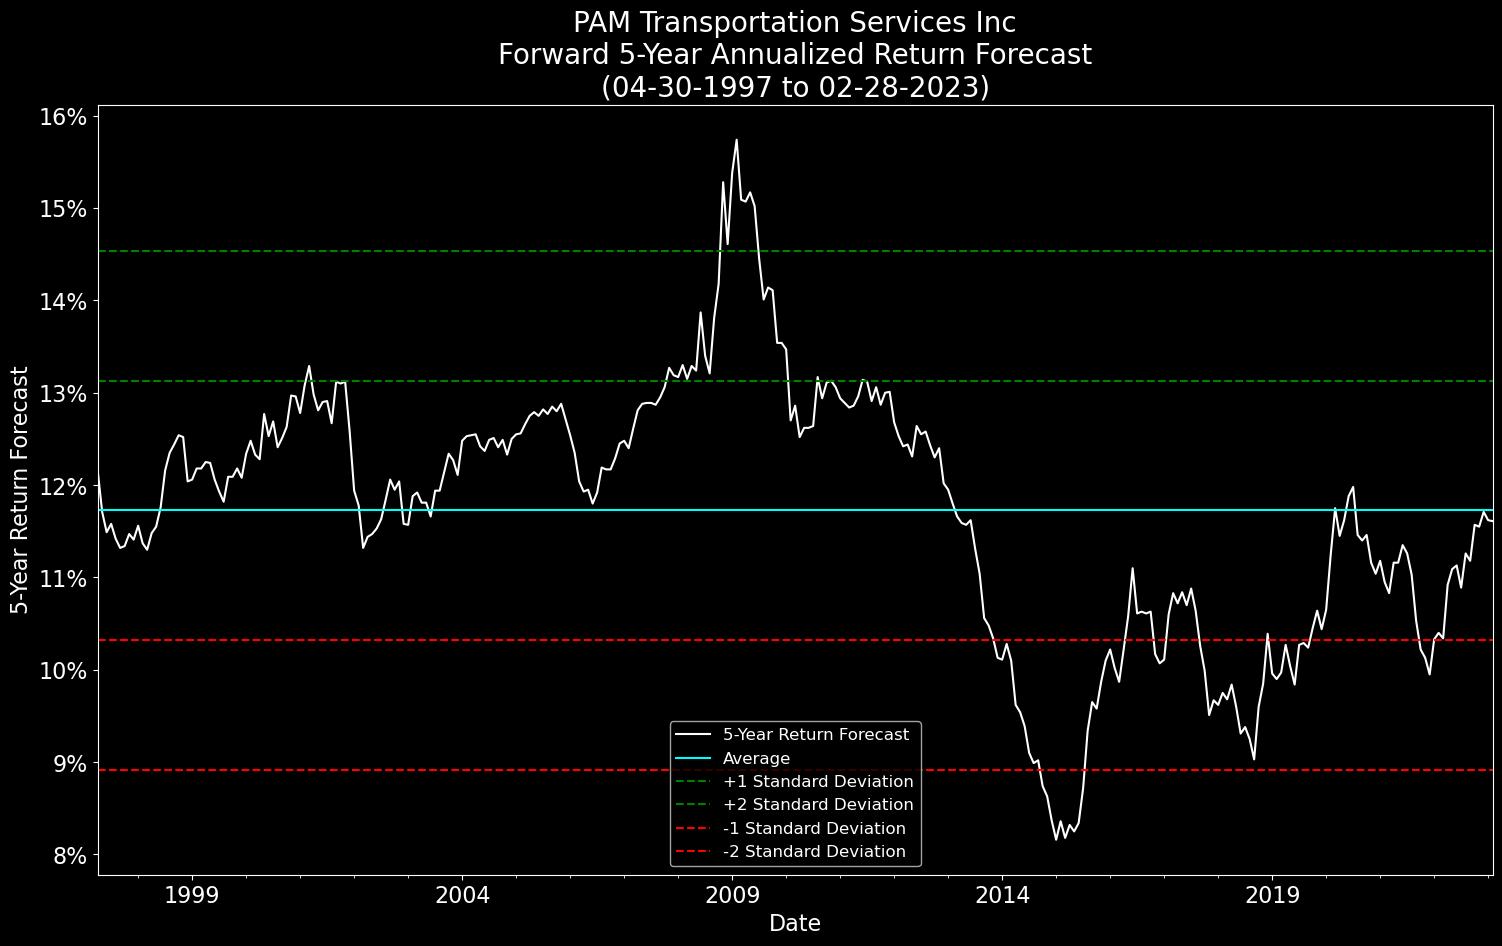 PAM Transportation Services Inc
Forward 5-Year Annualized Return Forecast
(04-30-1997 to 02-28-2023)
16%
15%
14%
13%
12%
11%
10%
9%
8%
5-Year Return Forecast
1999
2004
2009
2014
2019
Date
5-Year Return Forecast
Average
+1 Standard Deviation
+2 Standard Deviation
-1 Standard Deviation
-2 Standard Deviation